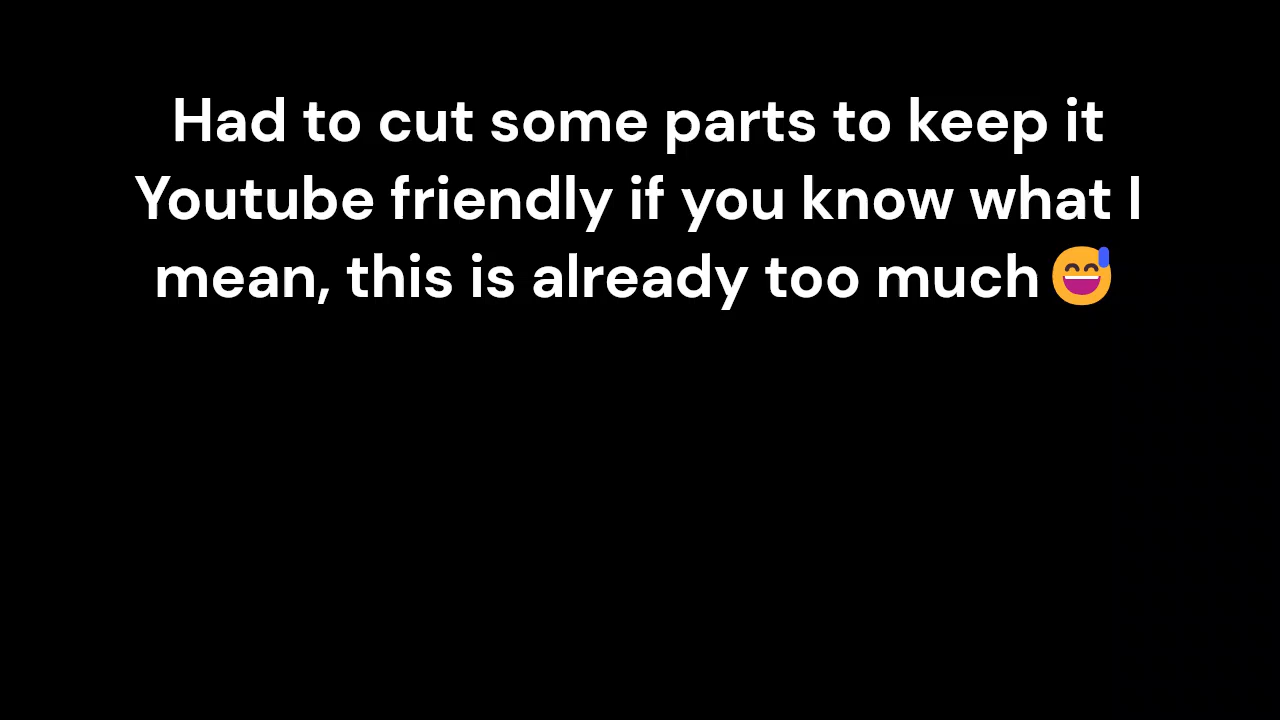 Had to cut some parts to keep it
Youtube friendly if you know what I
mean, this is already too much 😅